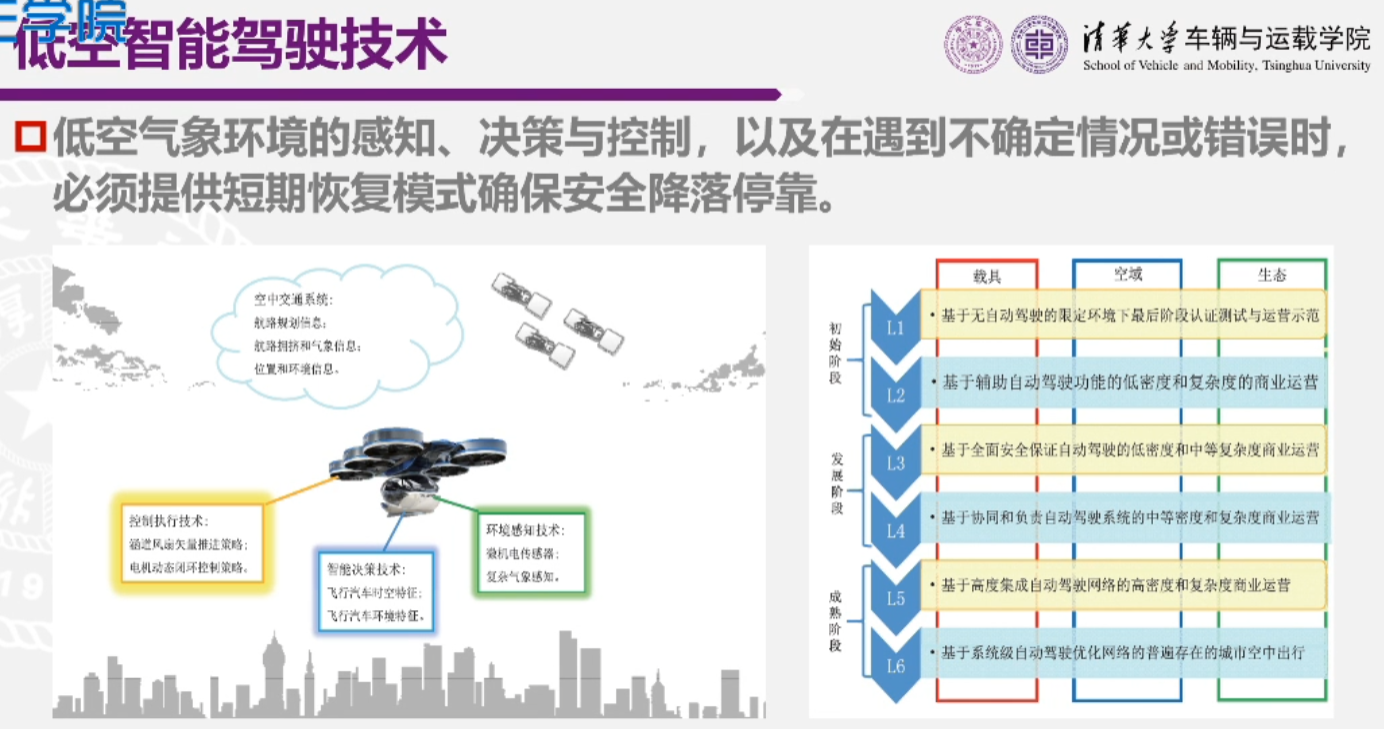 学院
低空智能驾驶技术
清华大学车辆与运载学院
School of Vehicle and Mobility, Tsinghua University
低空气象环境的感知、决策与控制，以及在遇到不确定情况或错误时，
必须提供短期恢复模式确保安全降落停靠。
空中交通系统：
航路规划信息；
航路拥挤和气象信息；
位置和环境信息。
控制执行技术：
涵道风扇矢量推进策略；
电机动态闭环控制策略。
智能决策技术：
飞行汽车时空特征；
飞行汽车环境特征。
环境感知技术：
微机电传感器；
复杂气象感知。
载具
空域
生态
初始阶段
L1
• 基于无自动驾驶的限定环境下最后阶段认证测试与运营示范
L2
• 基于辅助自动驾驶功能的低密度和复杂度的商业运营
发展阶段
L3
• 基于全面安全保证自动驾驶的低密度和中等复杂度商业运营
L4
• 基于协同和负责自动驾驶系统的中等密度和复杂度商业运营
成熟阶段
L5
• 基于高度集成自动驾驶网络的高密度和复杂度商业运营
L6
• 基于系统级自动驾驶优化网络的普遍存在的城市空中出行